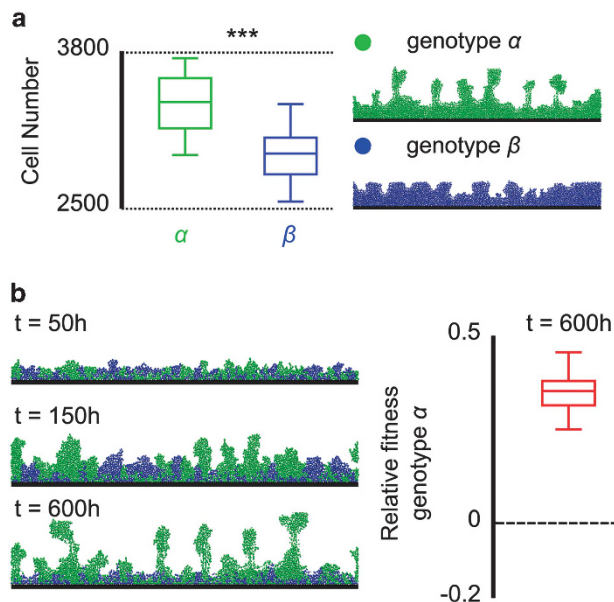 a
3800
***
Cell Number
2500
α
β
genotype α
genotype β
b
t = 50h
t = 150h
t = 600h
0.5
t = 600h
Relative fitness
genotype α
0
-0.2